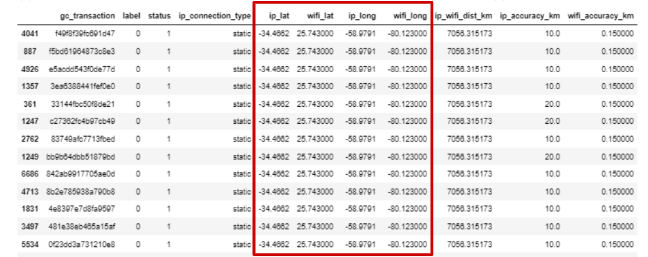 gc_transaction label status ip_connection_type ip_lat wifi_lat ip_long wifi_long ip_wifi_dist_km ip_accuracy_km wifi_accuracy_km
4041 f49f8f39fc691d47 0 1 static -34.4662 25.743000 -58.9791 -80.123000 7056.315173 10.0 0.150000
887 f5bd61964873c8e3 0 1 static -34.4662 25.743000 -58.9791 -80.123000 7056.315173 10.0 0.150000
4926 e5acdd543f0de77d 0 1 static -34.4662 25.743000 -58.9791 -80.123000 7056.315173 10.0 0.150000
1357 3ea6388441fef0e0 0 1 static -34.4662 25.743000 -58.9791 -80.123000 7056.315173 10.0 0.150000
361 33144fbc50f8de21 0 1 static -34.4662 25.743000 -58.9791 -80.123000 7056.315173 20.0 0.150000
1247 c27362fc4b97cb49 0 1 static -34.4662 25.743000 -58.9791 -80.123000 7056.315173 20.0 0.150000
2762 83749afc7713fbed 0 1 static -34.4662 25.743000 -58.9791 -80.123000 7056.315173 10.0 0.150000
1249 bb9b64dbb51879bd 0 1 static -34.4662 25.743000 -58.9791 -80.123000 7056.315173 20.0 0.150000
6686 842ab9917705ae0d 0 1 static -34.4662 25.743000 -58.9791 -80.123000 7056.315173 10.0 0.150000
4713 8b2e785938a790b8 0 1 static -34.4662 25.743000 -58.9791 -80.123000 7056.315173 10.0 0.150000
1831 4e8397e7d8fa9597 0 1 static -34.4662 25.743000 -58.9791 -80.123000 7056.315173 10.0 0.150000
3497 481e38eb465a15af 0 1 static -34.4662 25.743000 -58.9791 -80.123000 7056.315173 10.0 0.150000
5534 0f23dd3a731210e8 0 1 static -34.4662 25.743000 -58.9791 -80.123000 7056.315173 10.0 0.150000